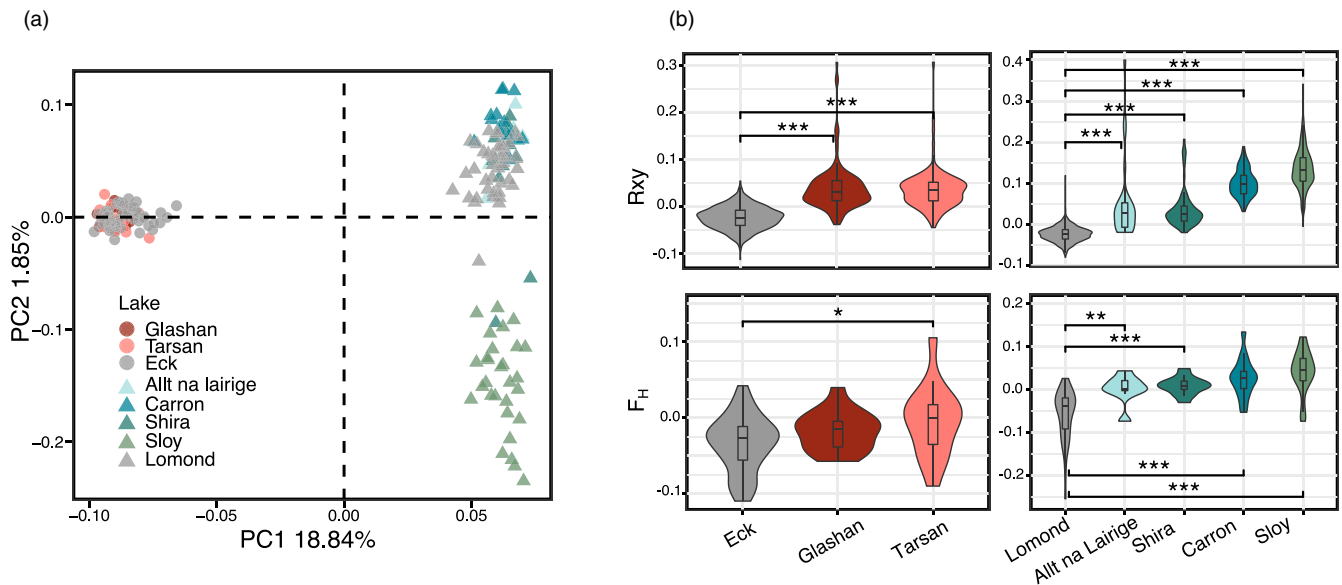 (a)
PC2 1.85%
0.1
0.0
−0.1
−0.2
Lake
Glashan
Tarsan
Eck
Allt na lairige
Carron
Shira
Sloy
Lomond
−0.10
−0.05
0.00
0.05
PC1 18.84%
(b)
Rxy
0.3
0.2
0.1
0.0
-0.1
***
***
0.4
0.3
0.2
0.1
0.0
-0.1
***
***
***
***
FH
0.1
0.0
-0.1
*
Eck
Glashan
Tarsan
0.2
0.1
0.0
-0.1
-0.2
**
***
***
***
Lomond
Allt na Lairige
Shira
Carron
Sloy